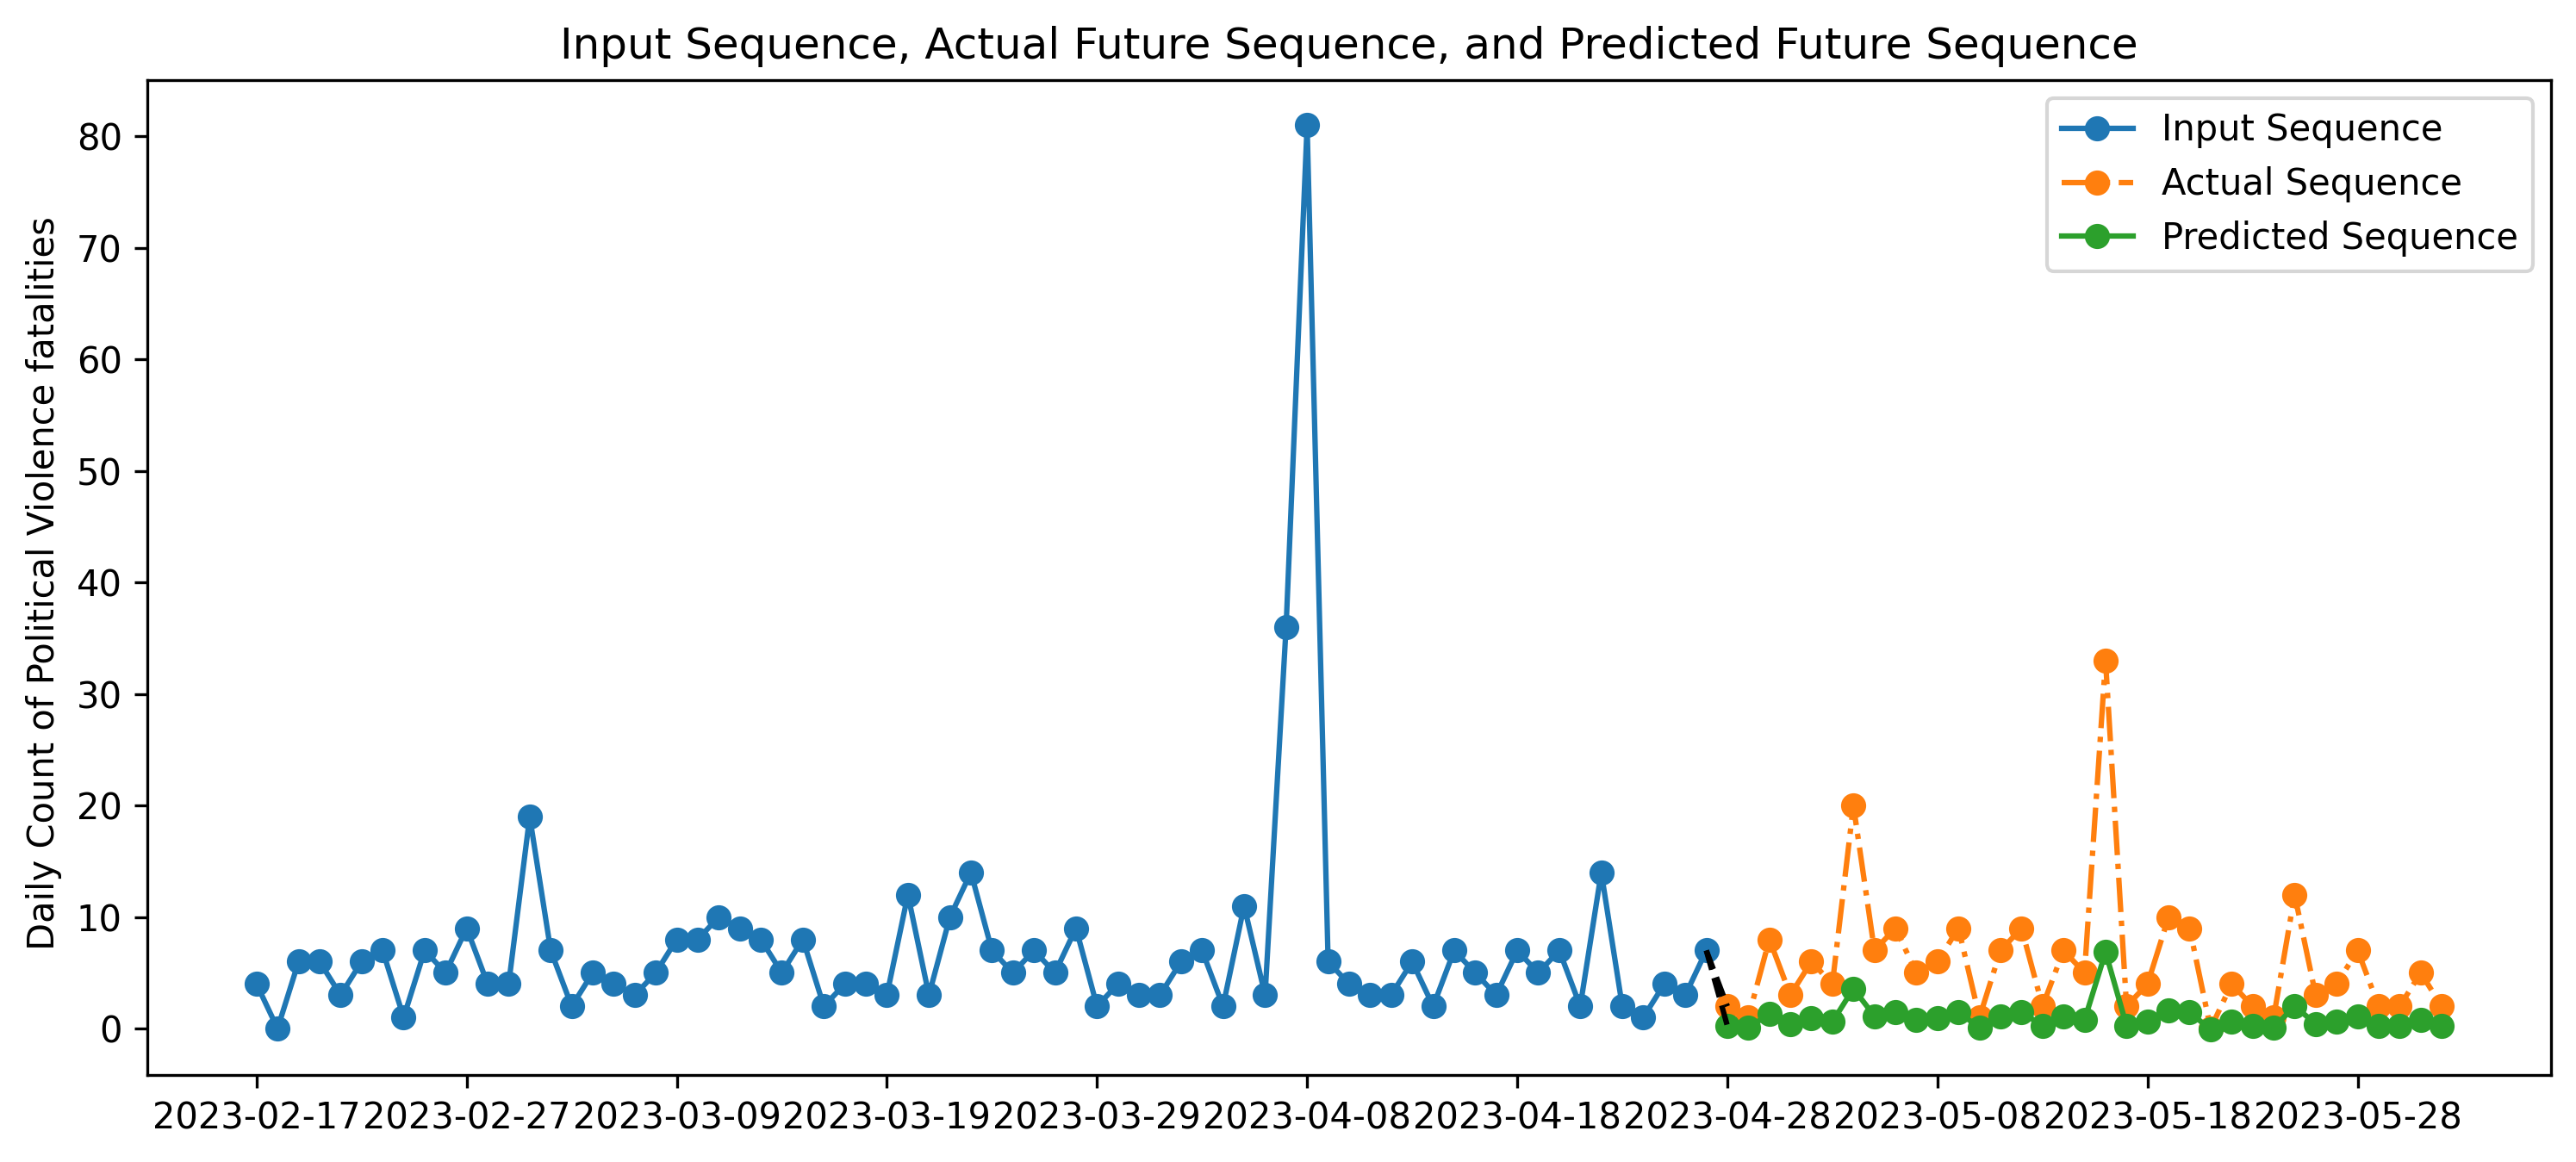 Input Sequence, Actual Future Sequence, and Predicted Future Sequence
Daily Count of Political Violence fatalities
80
70
60
50
40
30
20
10
0
Input Sequence
Actual Sequence
Predicted Sequence
2023-02-17 2023-02-27 2023-03-09 2023-03-19 2023-03-29 2023-04-08 2023-04-18 2023-04-28 2023-05-08 2023-05-18 2023-05-28